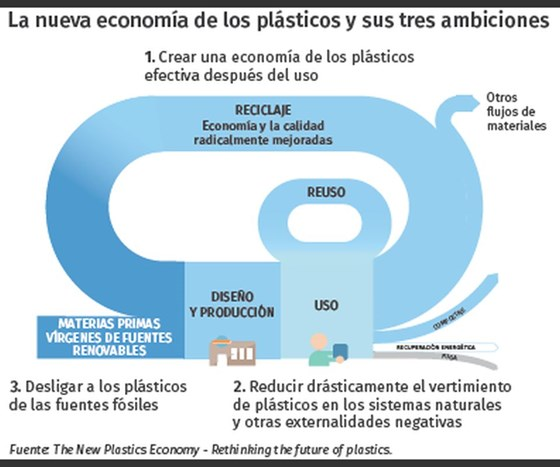 La nueva economía de los plásticos y sus tres ambiciones
1. Crear una economía de los plásticos
efectiva después del uso
RECICLAJE
Economía y la calidad
radicalmente mejoradas
Otros
flujos de
materiales
REUSO
DISEÑO
Y PRODUCCIÓN
USO
MATERIAS PRIMAS
VÍRGENES DE FUENTES
RENOVABLES
RECUPERACIÓN ENERGÉTICA
FUGA
3. Desligar a los plásticos
de las fuentes fósiles
2. Reducir drásticamente el vertimiento
de plásticos en los sistemas naturales
y otras externalidades negativas
Fuente: The New Plastics Economy - Rethinking the future of plastics.